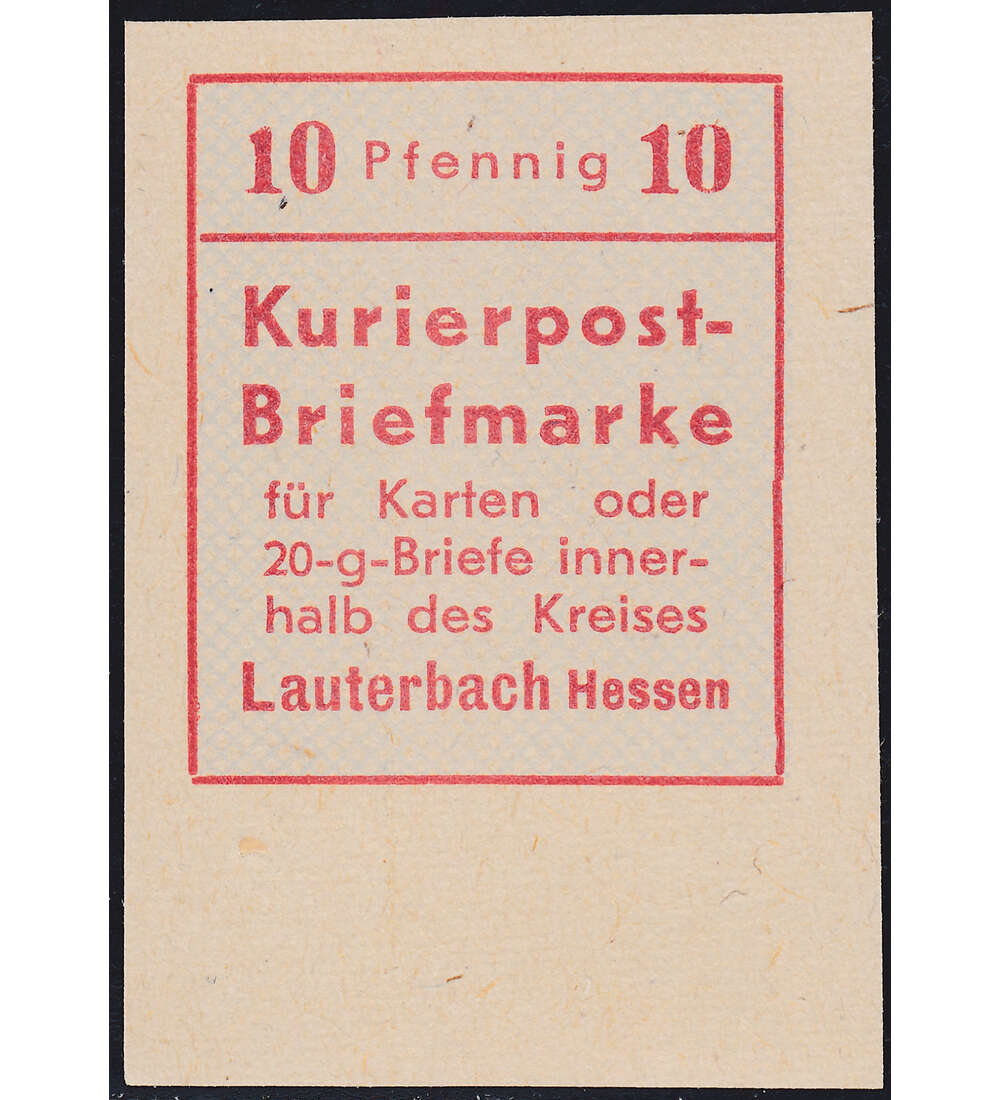 10 Pfennig 10
Kurierpost-
Briefmarke
für Karten oder
20-g-Briefe inner-
halb des Kreises
Lauterbach Hessen